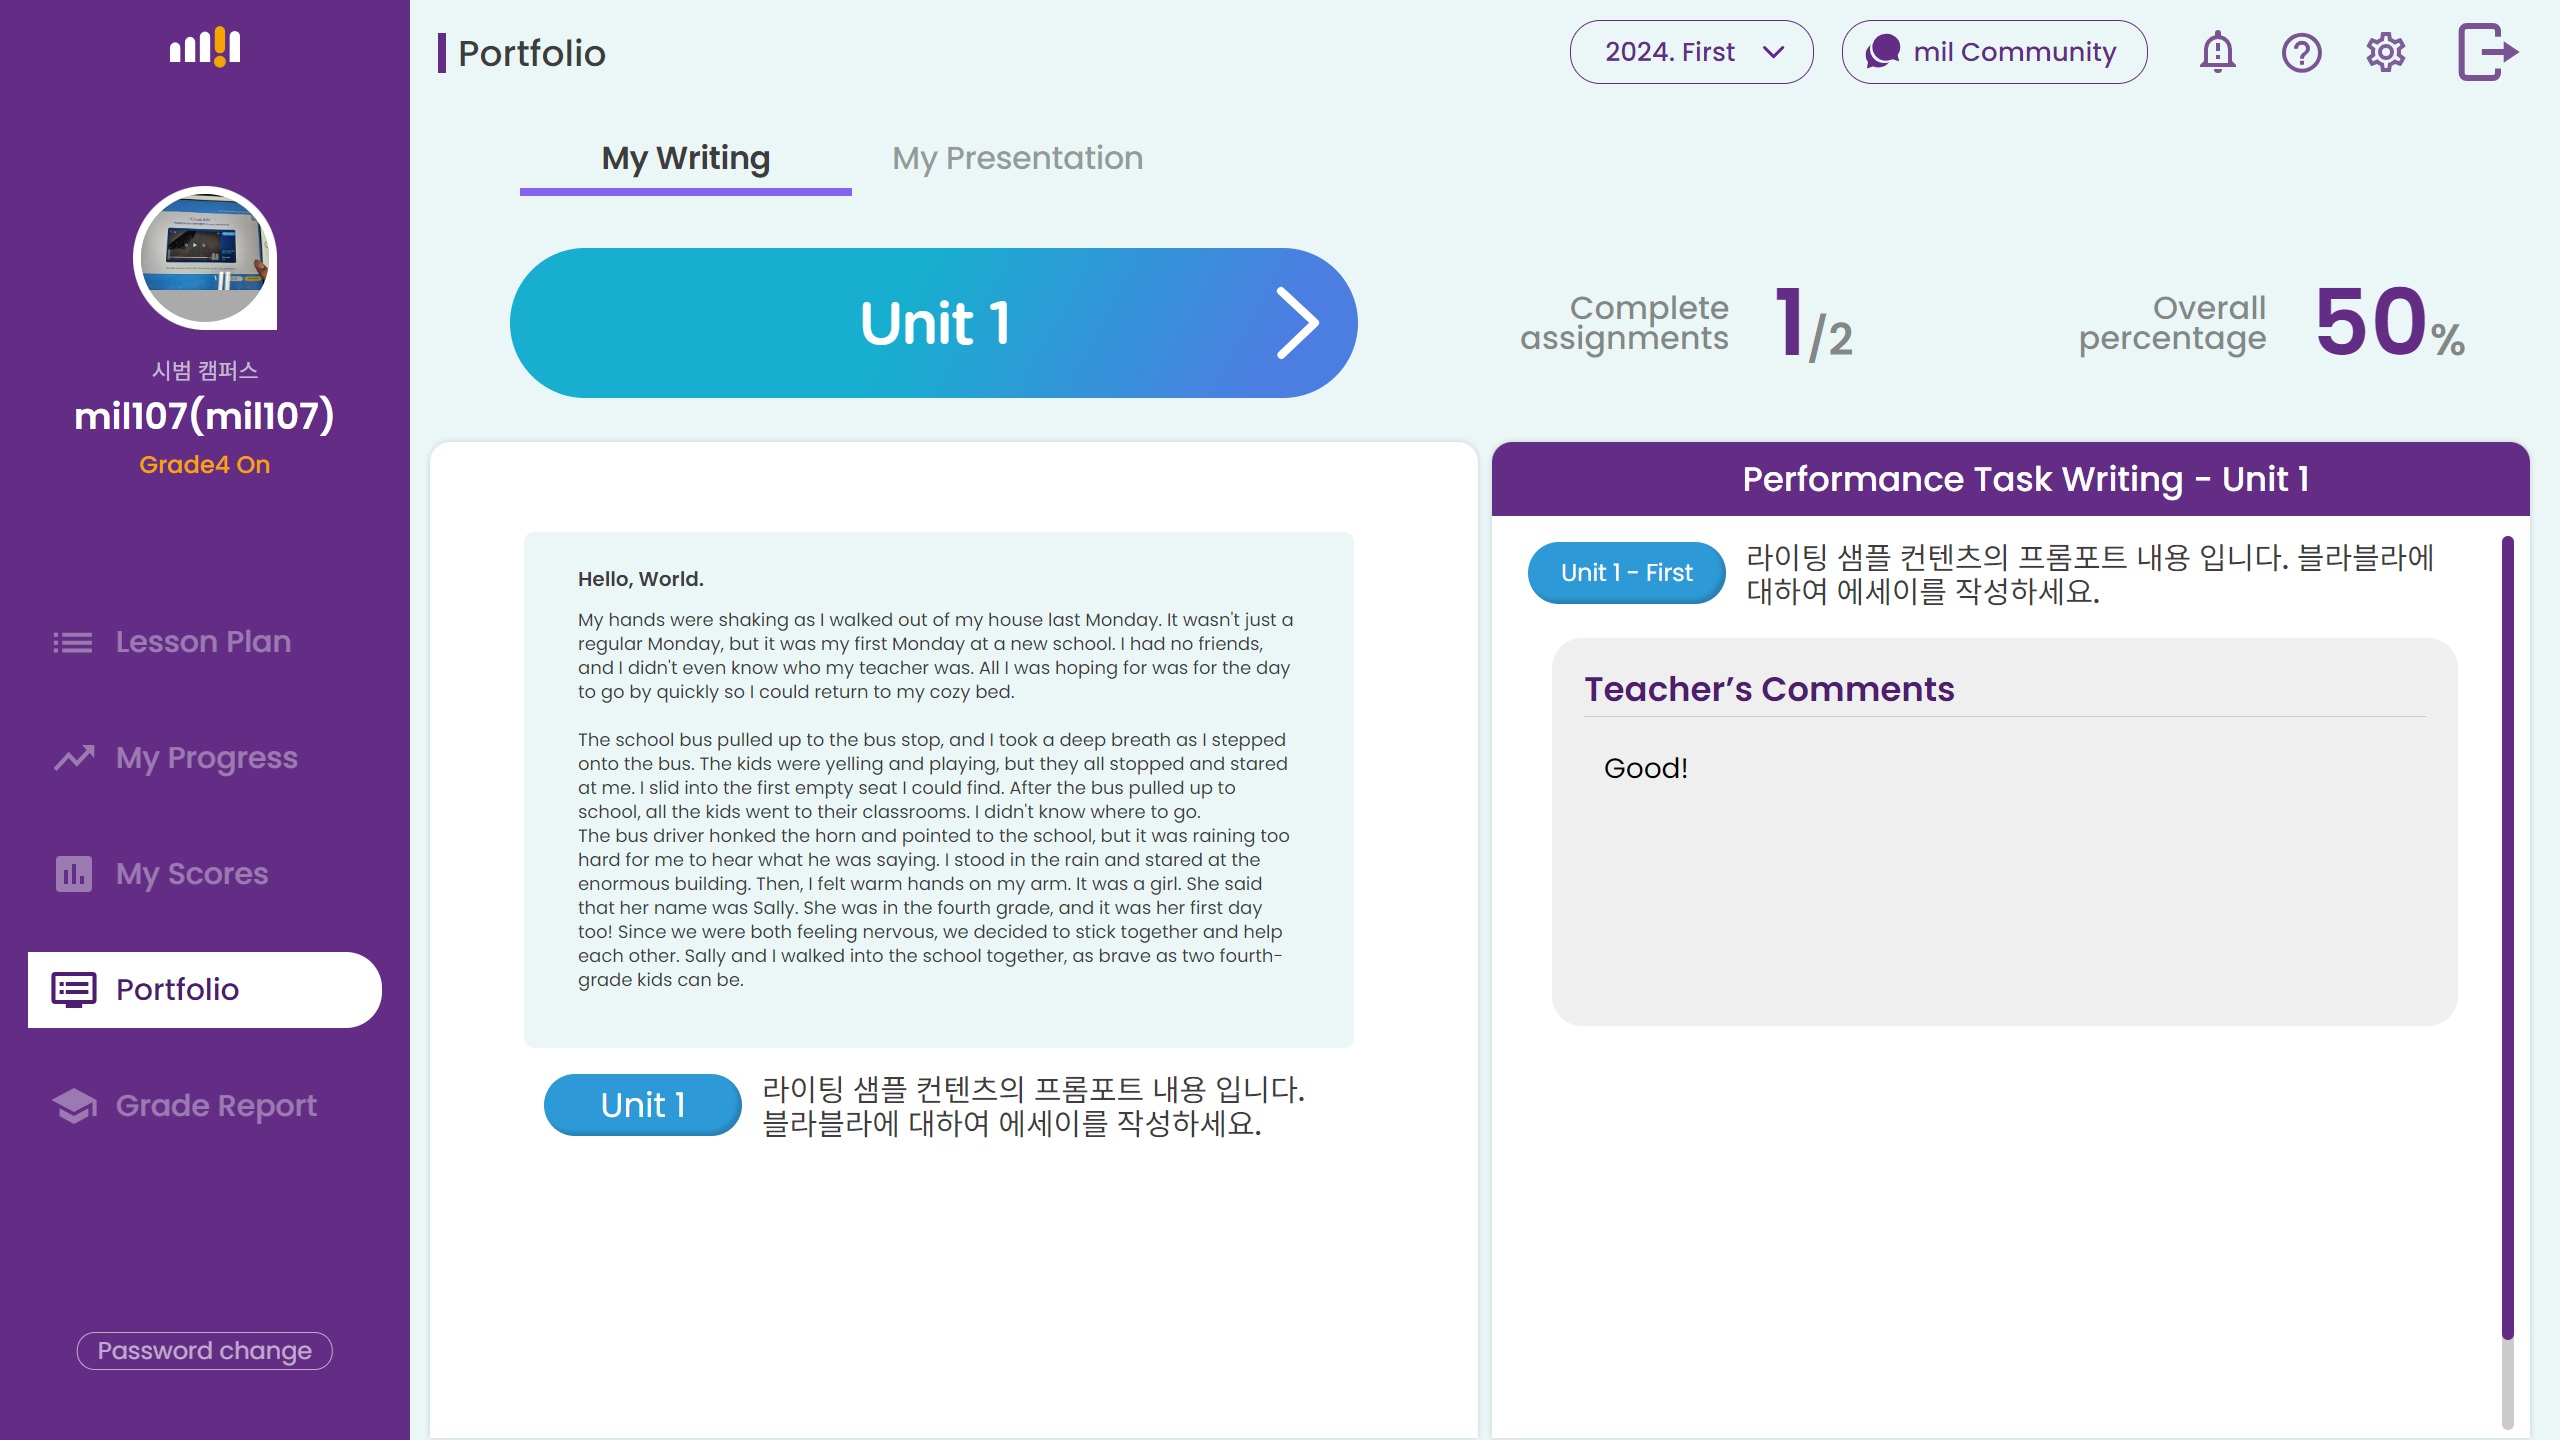 Portfolio
2024. First
mil Community
시범 캠퍼스
mil107(mil107)
Grade4 On
Lesson Plan
My Progress
My Scores
Portfolio
Grade Report
Password change
My Writing
My Presentation
Unit 1
Complete
assignments
1/2
Overall
percentage
50%
Hello, World.
My hands were shaking as I walked out of my house last Monday. It wasn't just a
regular Monday, but it was my first Monday at a new school. I had no friends,
and I didn't even know who my teacher was. All I was hoping for was for the day
to go by quickly so I could return to my cozy bed.
The school bus pulled up to the bus stop, and I took a deep breath as I stepped
onto the bus. The kids were yelling and playing, but they all stopped and stared
at me. I slid into the first empty seat I could find. After the bus pulled up to
school, all the kids went to their classrooms. I didn't know where to go.
The bus driver honked the horn and pointed to the school, but it was raining too
hard for me to hear what he was saying. I stood in the rain and stared at the
enormous building. Then, I felt warm hands on my arm. It was a girl. She said
that her name was Sally. She was in the fourth grade, and it was her first day
too! Since we were both feeling nervous, we decided to stick together and help
each other. Sally and I walked into the school together, as brave as two fourth-
grade kids can be.
Unit 1
라이팅 샘플 컨텐츠의 프롬포트 내용 입니다.
블라블라에 대하여 에세이를 작성하세요.
Performance Task Writing - Unit 1
Unit 1 - First
라이팅 샘플 컨텐츠의 프롬포트 내용 입니다. 블라블라에
대하여 에세이를 작성하세요.
Teacher’s Comments
Good!